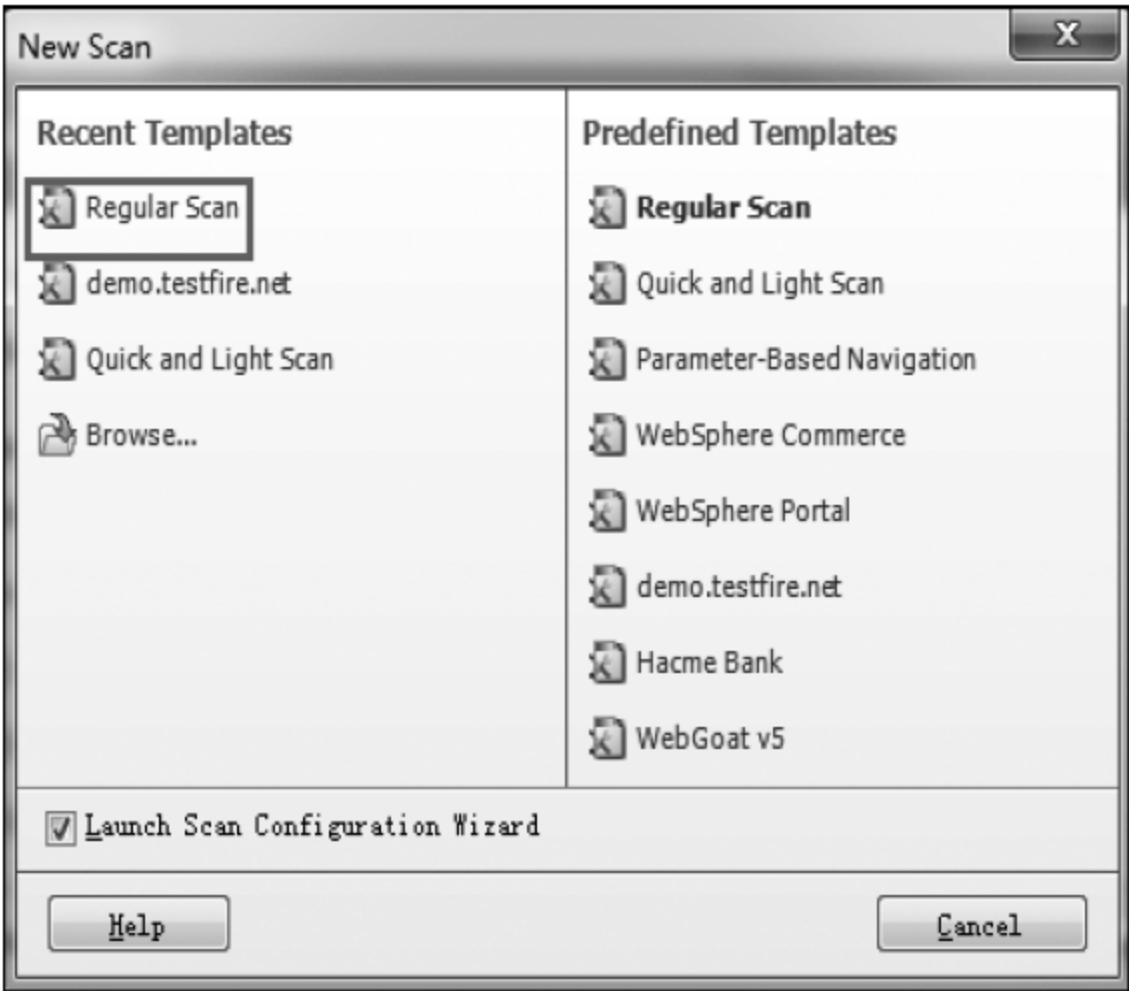 New Scan
X
Recent Templates
Regular Scan
demo.testfire.net
Quick and Light Scan
Browse...
Predefined Templates
Regular Scan
Quick and Light Scan
Parameter-Based Navigation
WebSphere Commerce
WebSphere Portal
demo.testfire.net
Hacme Bank
WebGoat v5
Launch Scan Configuration Wizard
Help
Cancel